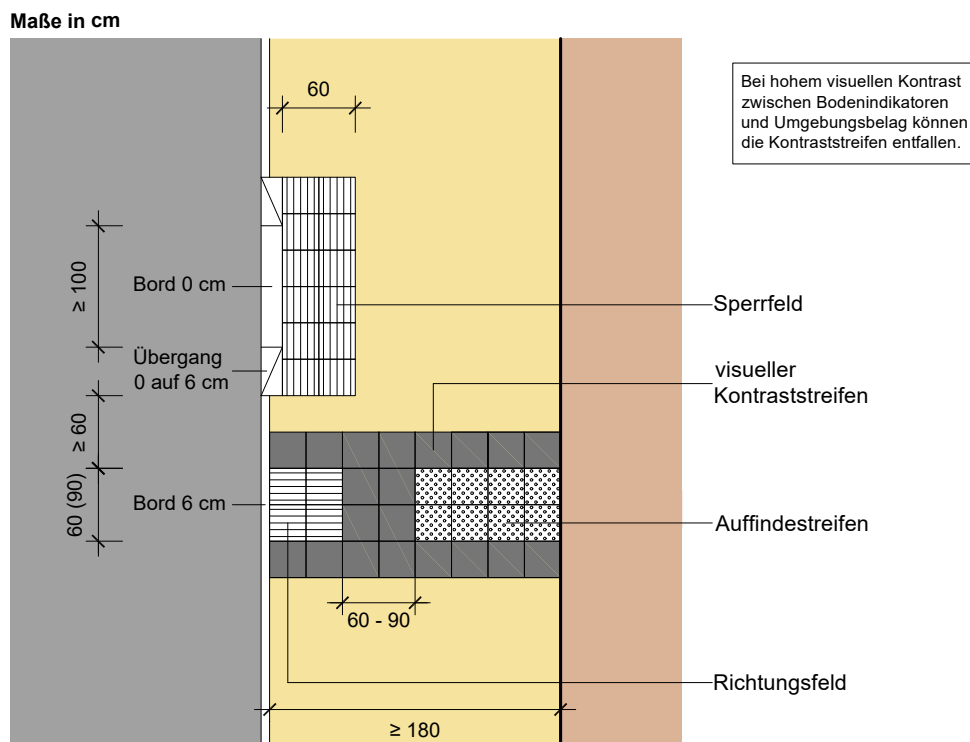 Maße in cm
60
Bei hohem visuellen Kontrast
zwischen Bodenindikatoren
und Umgebungsbelag können
die Kontraststreifen entfallen.
≥ 100
Bord 0 cm
Sperrfeld
Übergang
0 auf 6 cm
visueller
Kontraststreifen
≥ 60
60 (90)
Bord 6 cm
Auffindestreifen
60 - 90
Richtungsfeld
≥ 180